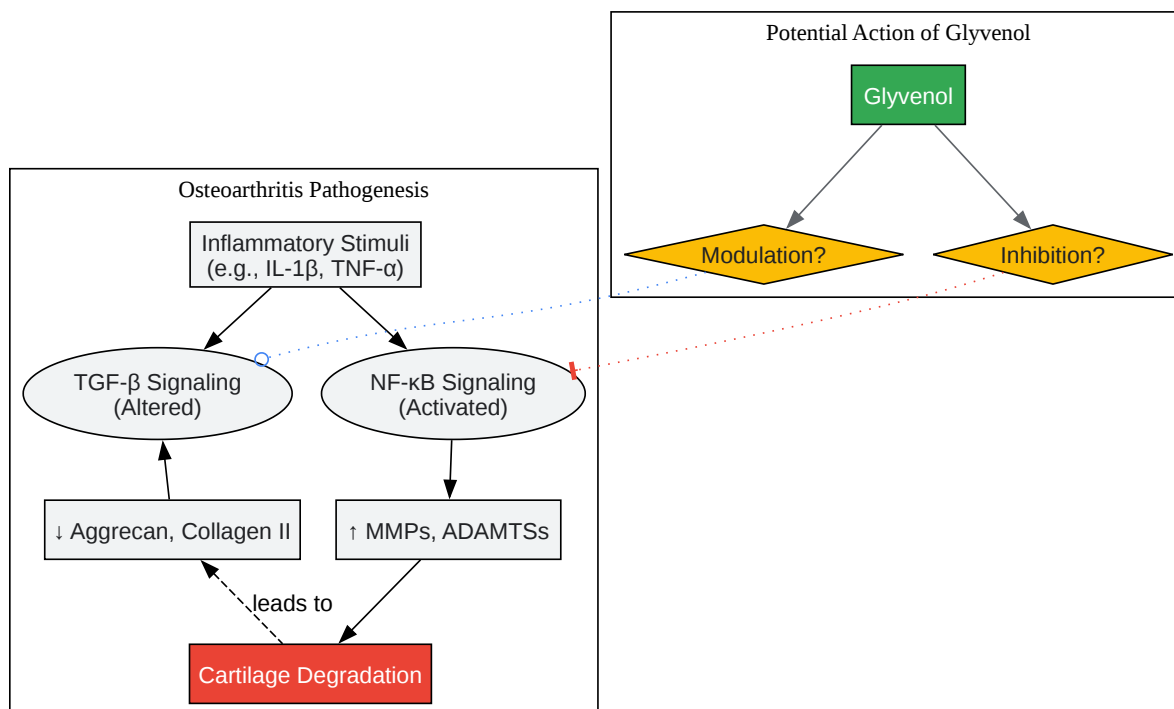 Potential Action of Glyvenol
Glyvenol
Modulation?
Inhibition?
Osteoarthritis Pathogenesis
Inflammatory Stimuli
(e.g., IL-1β, TNF-α)
TGF-β Signaling
(Altered)
NF-κB Signaling
(Activated)
↓ Aggrecan, Collagen II
↑ MMPs, ADAMTSs
leads to
Cartilage Degradation